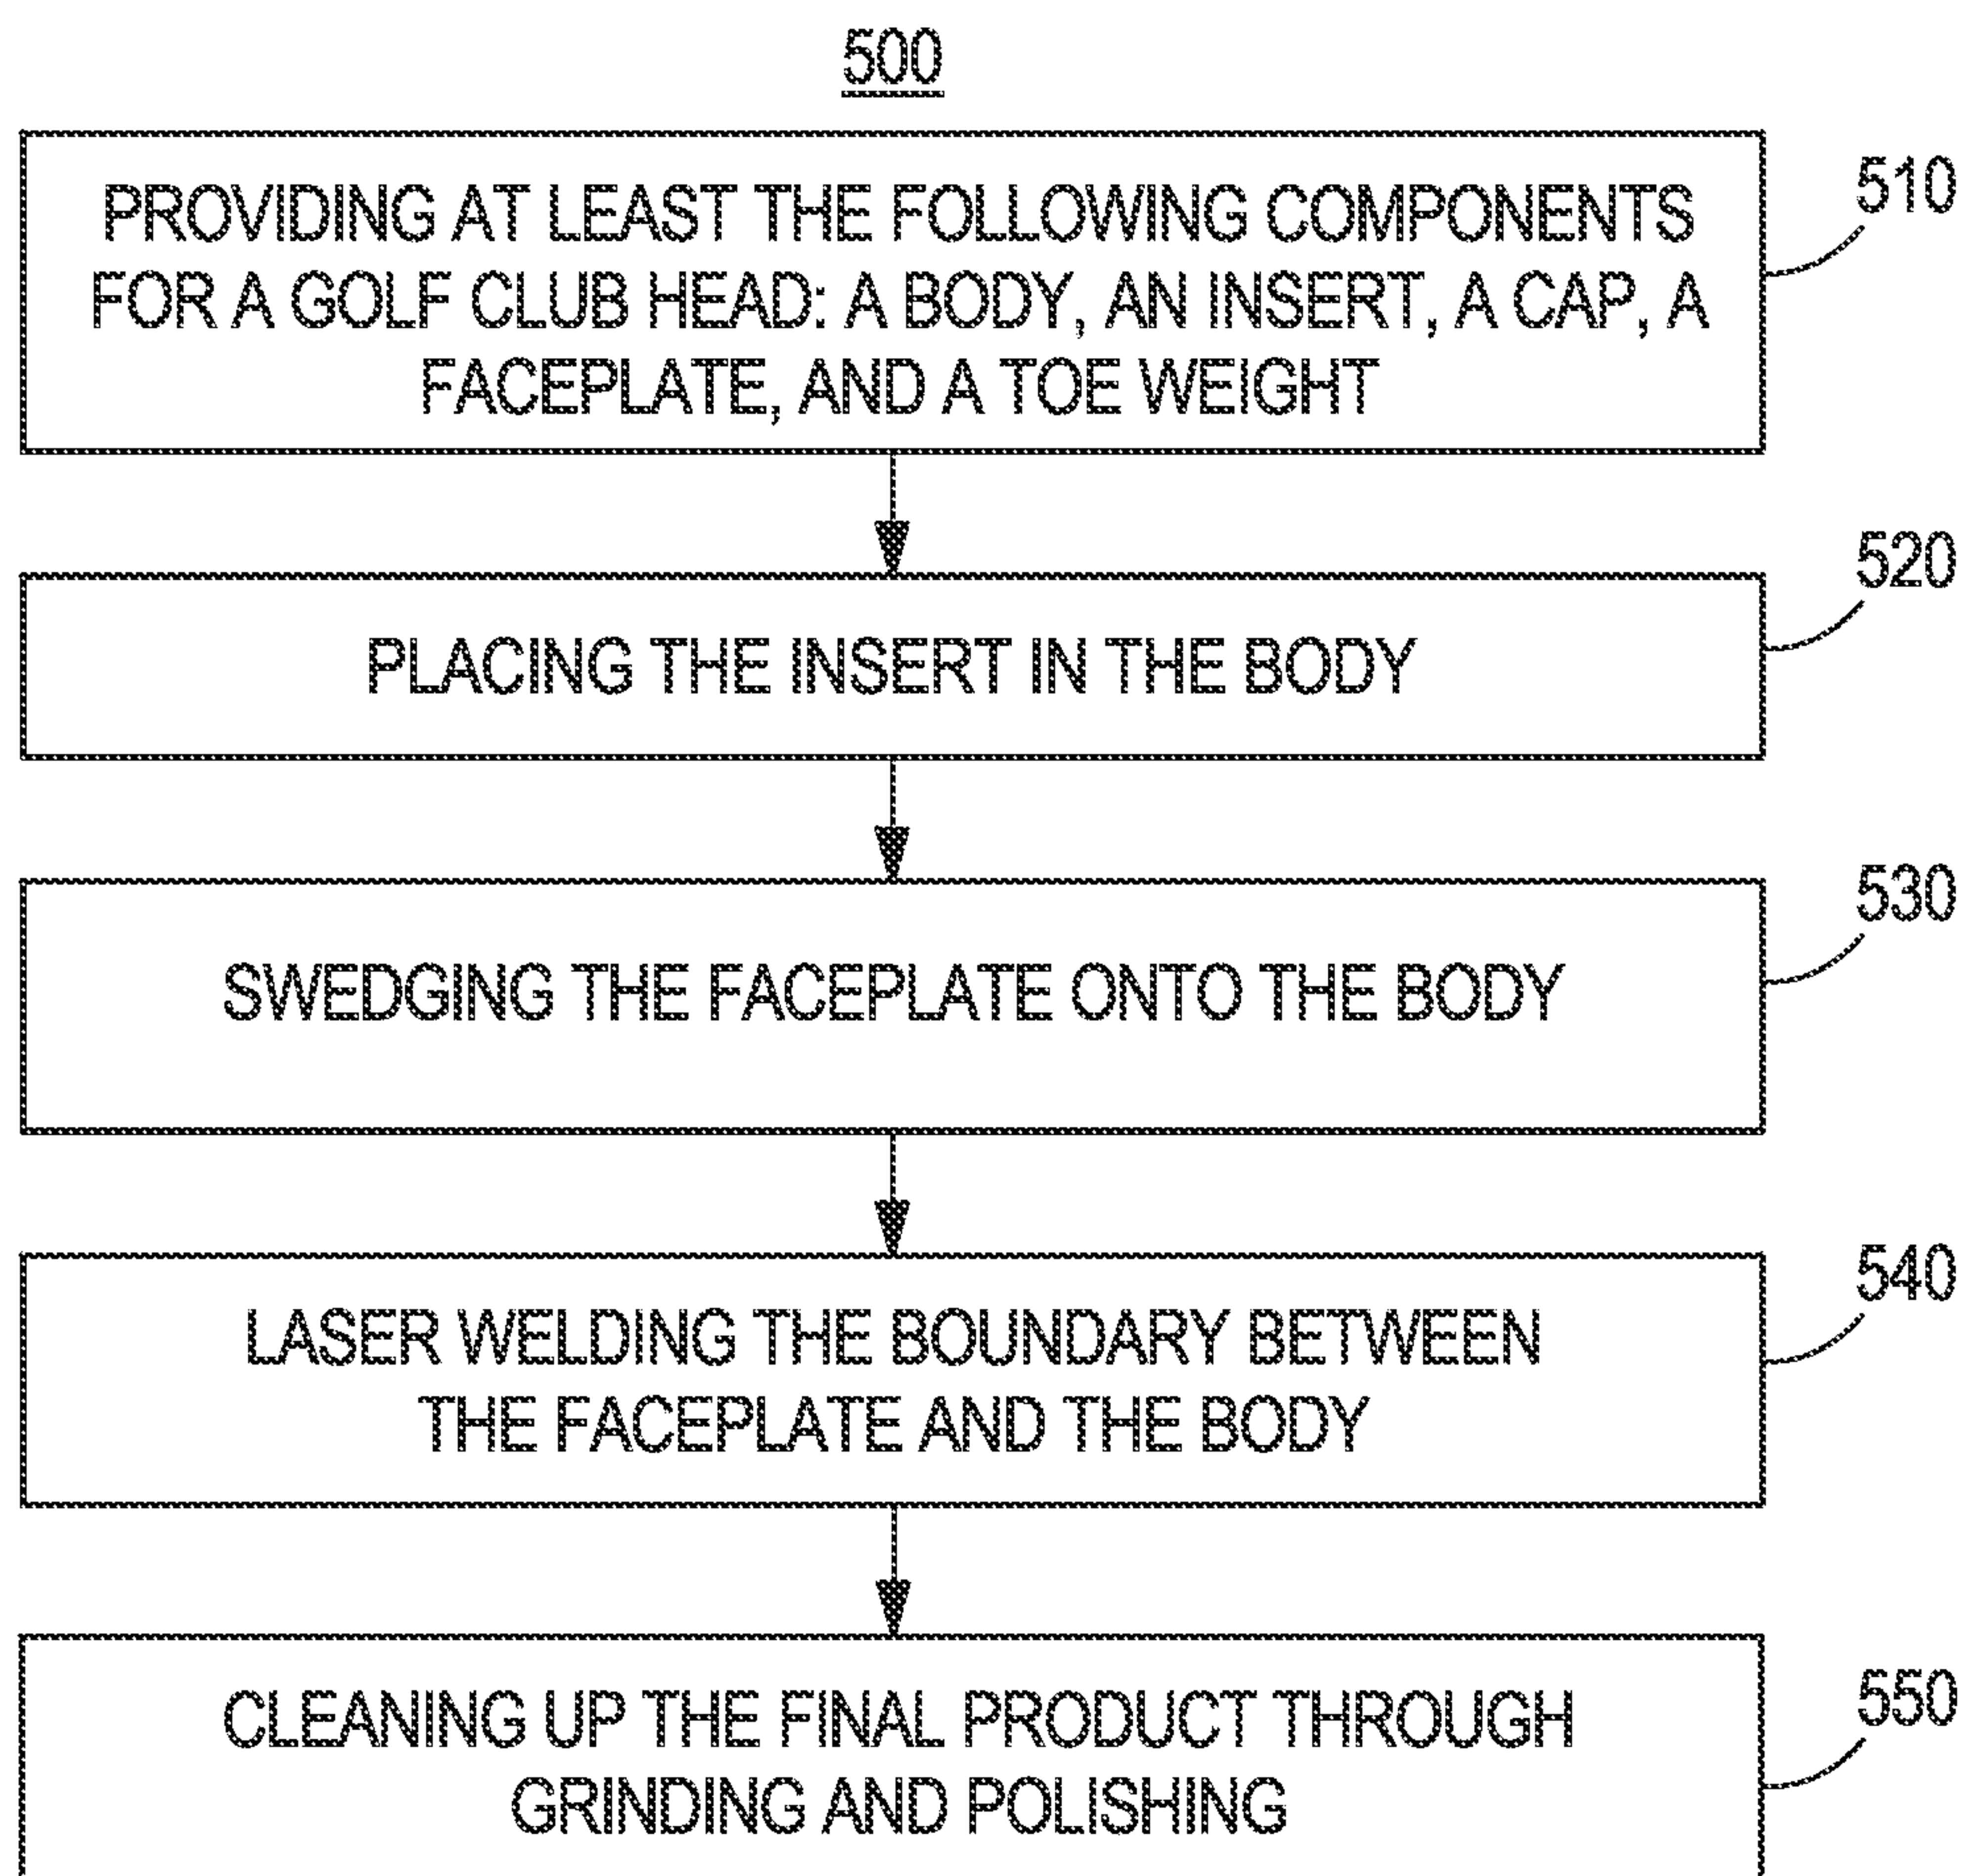 500
PROVIDING AT LEAST THE FOLLOWING COMPONENTS
FOR A GOLF CLUB HEAD: A BODY, AN INSERT, A CAP, A
FACEPLATE, AND A TOE WEIGHT
510
PLACING THE INSERT IN THE BODY
520
SWEDGING THE FACEPLATE ONTO THE BODY
530
LASER WELDING THE BOUNDARY BETWEEN
THE FACEPLATE AND THE BODY
540
CLEANING UP THE FINAL PRODUCT THROUGH
GRINDING AND POLISHING
550